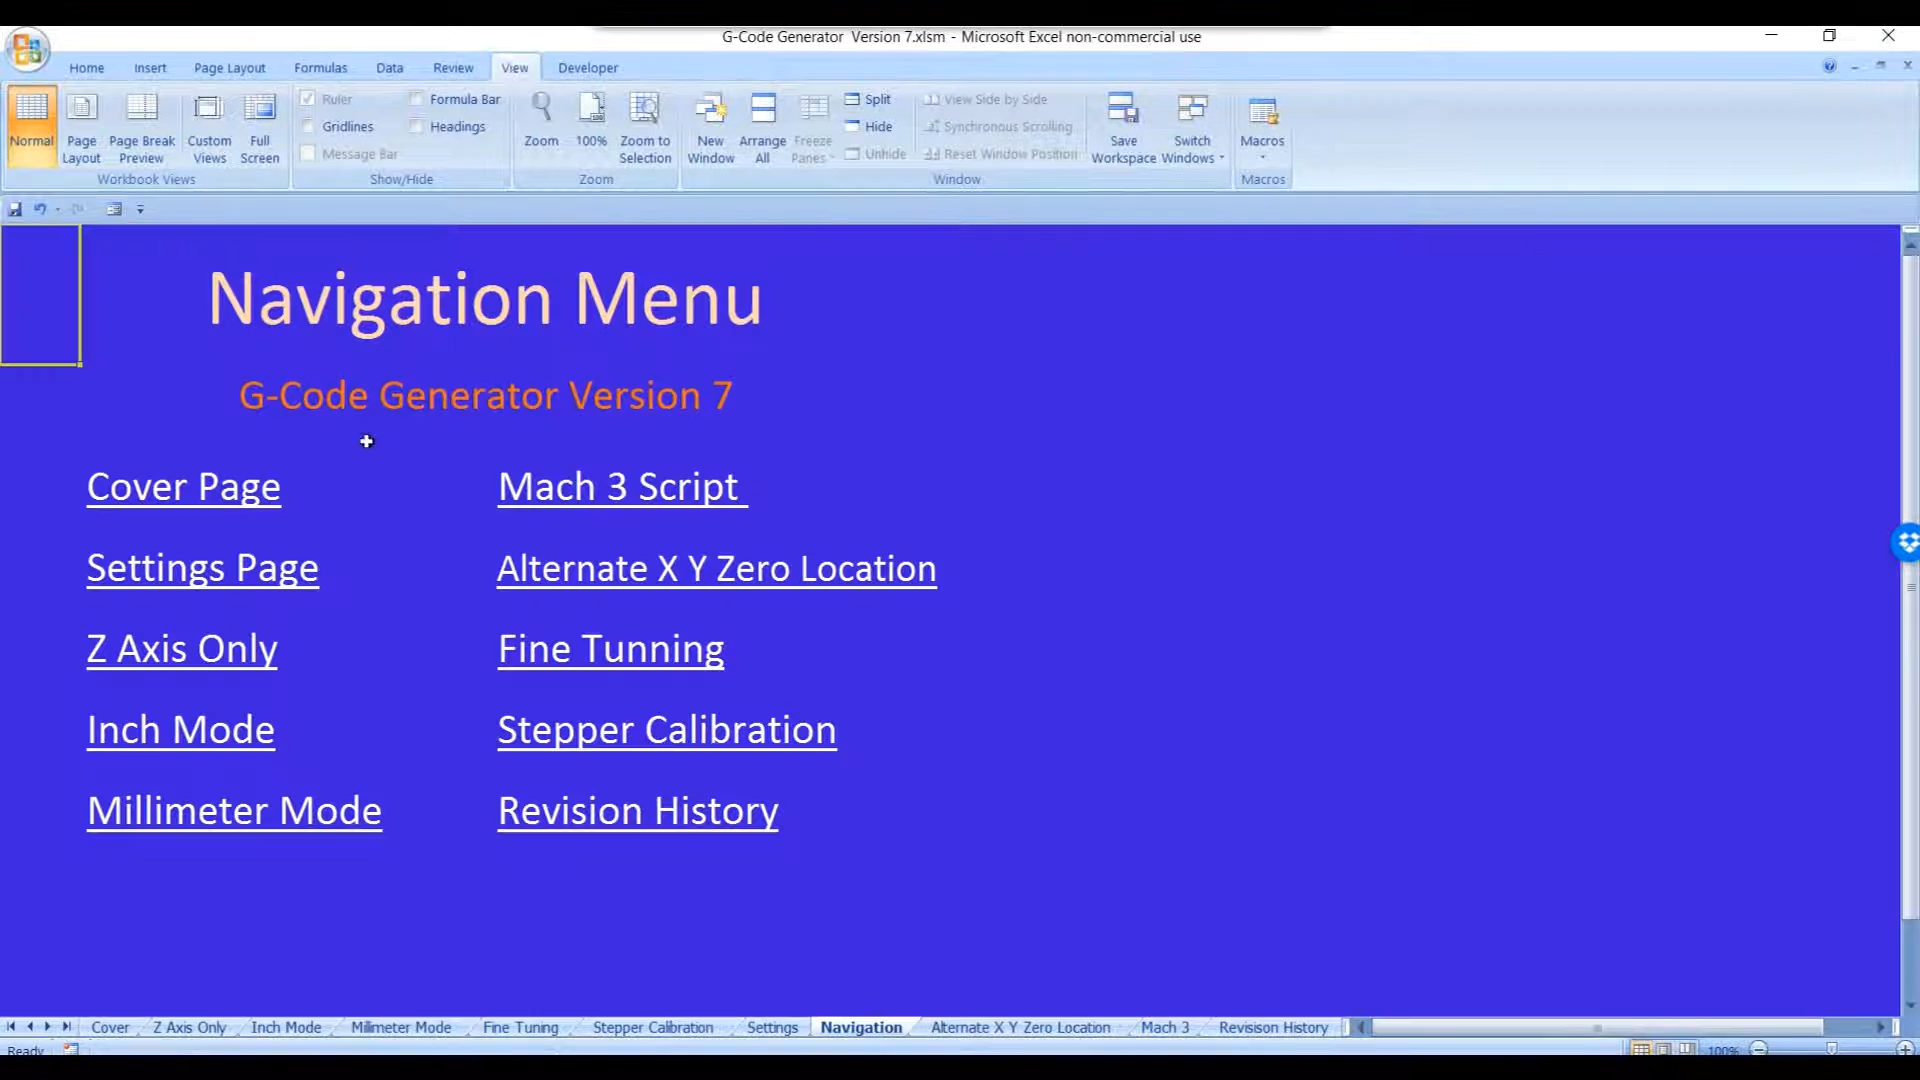 G-Code Generator Version 7.xlsm - Microsoft Excel non-commercial use
Home Insert Page Layout Formulas Data Review View Developer
Normal
Page Layout
Page Break Preview
Custom Views
Full Screen
Workbook Views
Ruler
Gridlines
Message Bar
Formula Bar
Headings
Show/Hide
Zoom
100%
Zoom to Selection
Zoom
New Window
Arrange All
Freeze Panes
Split
Hide
Unhide
View Side by Side
Synchronous Scrolling
Reset Window Position
Save Workspace
Switch Windows
Window
Macros
Macros
Navigation Menu
G-Code Generator Version 7
Cover Page
Mach 3 Script
Settings Page
Alternate X Y Zero Location
Z Axis Only
Fine Tunning
Inch Mode
Stepper Calibration
Millimeter Mode
Revision History
Cover Z Axis Only Inch Mode Millimeter Mode Fine Tuning Stepper Calibration Settings Navigation Alternate X Y Zero Location Mach 3 Revision History
Ready 100%